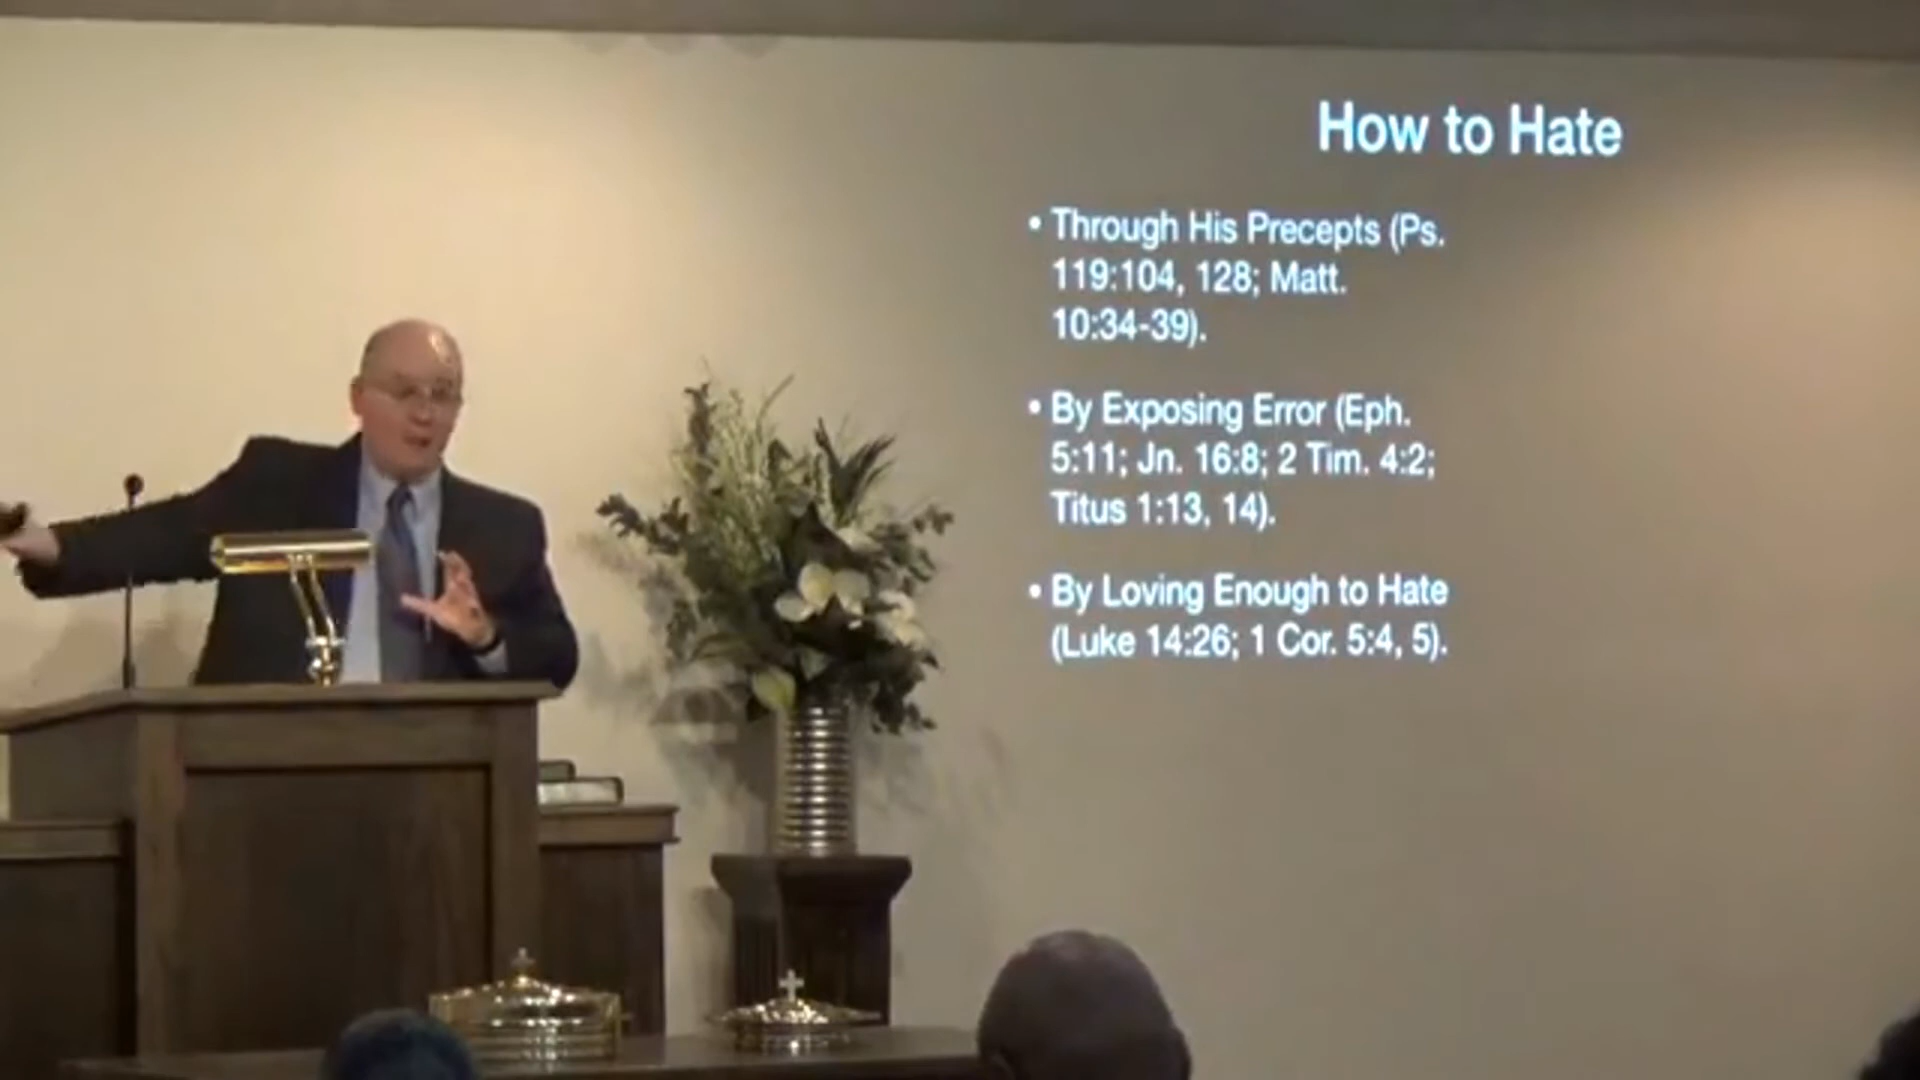 How to Hate
• Through His Precepts (Ps.
119:104, 128; Matt.
10:34-39).
• By Exposing Error (Eph.
5:11; Jn. 16:8; 2 Tim. 4:2;
Titus 1:13, 14).
• By Loving Enough to Hate
(Luke 14:26; 1 Cor. 5:4, 5).